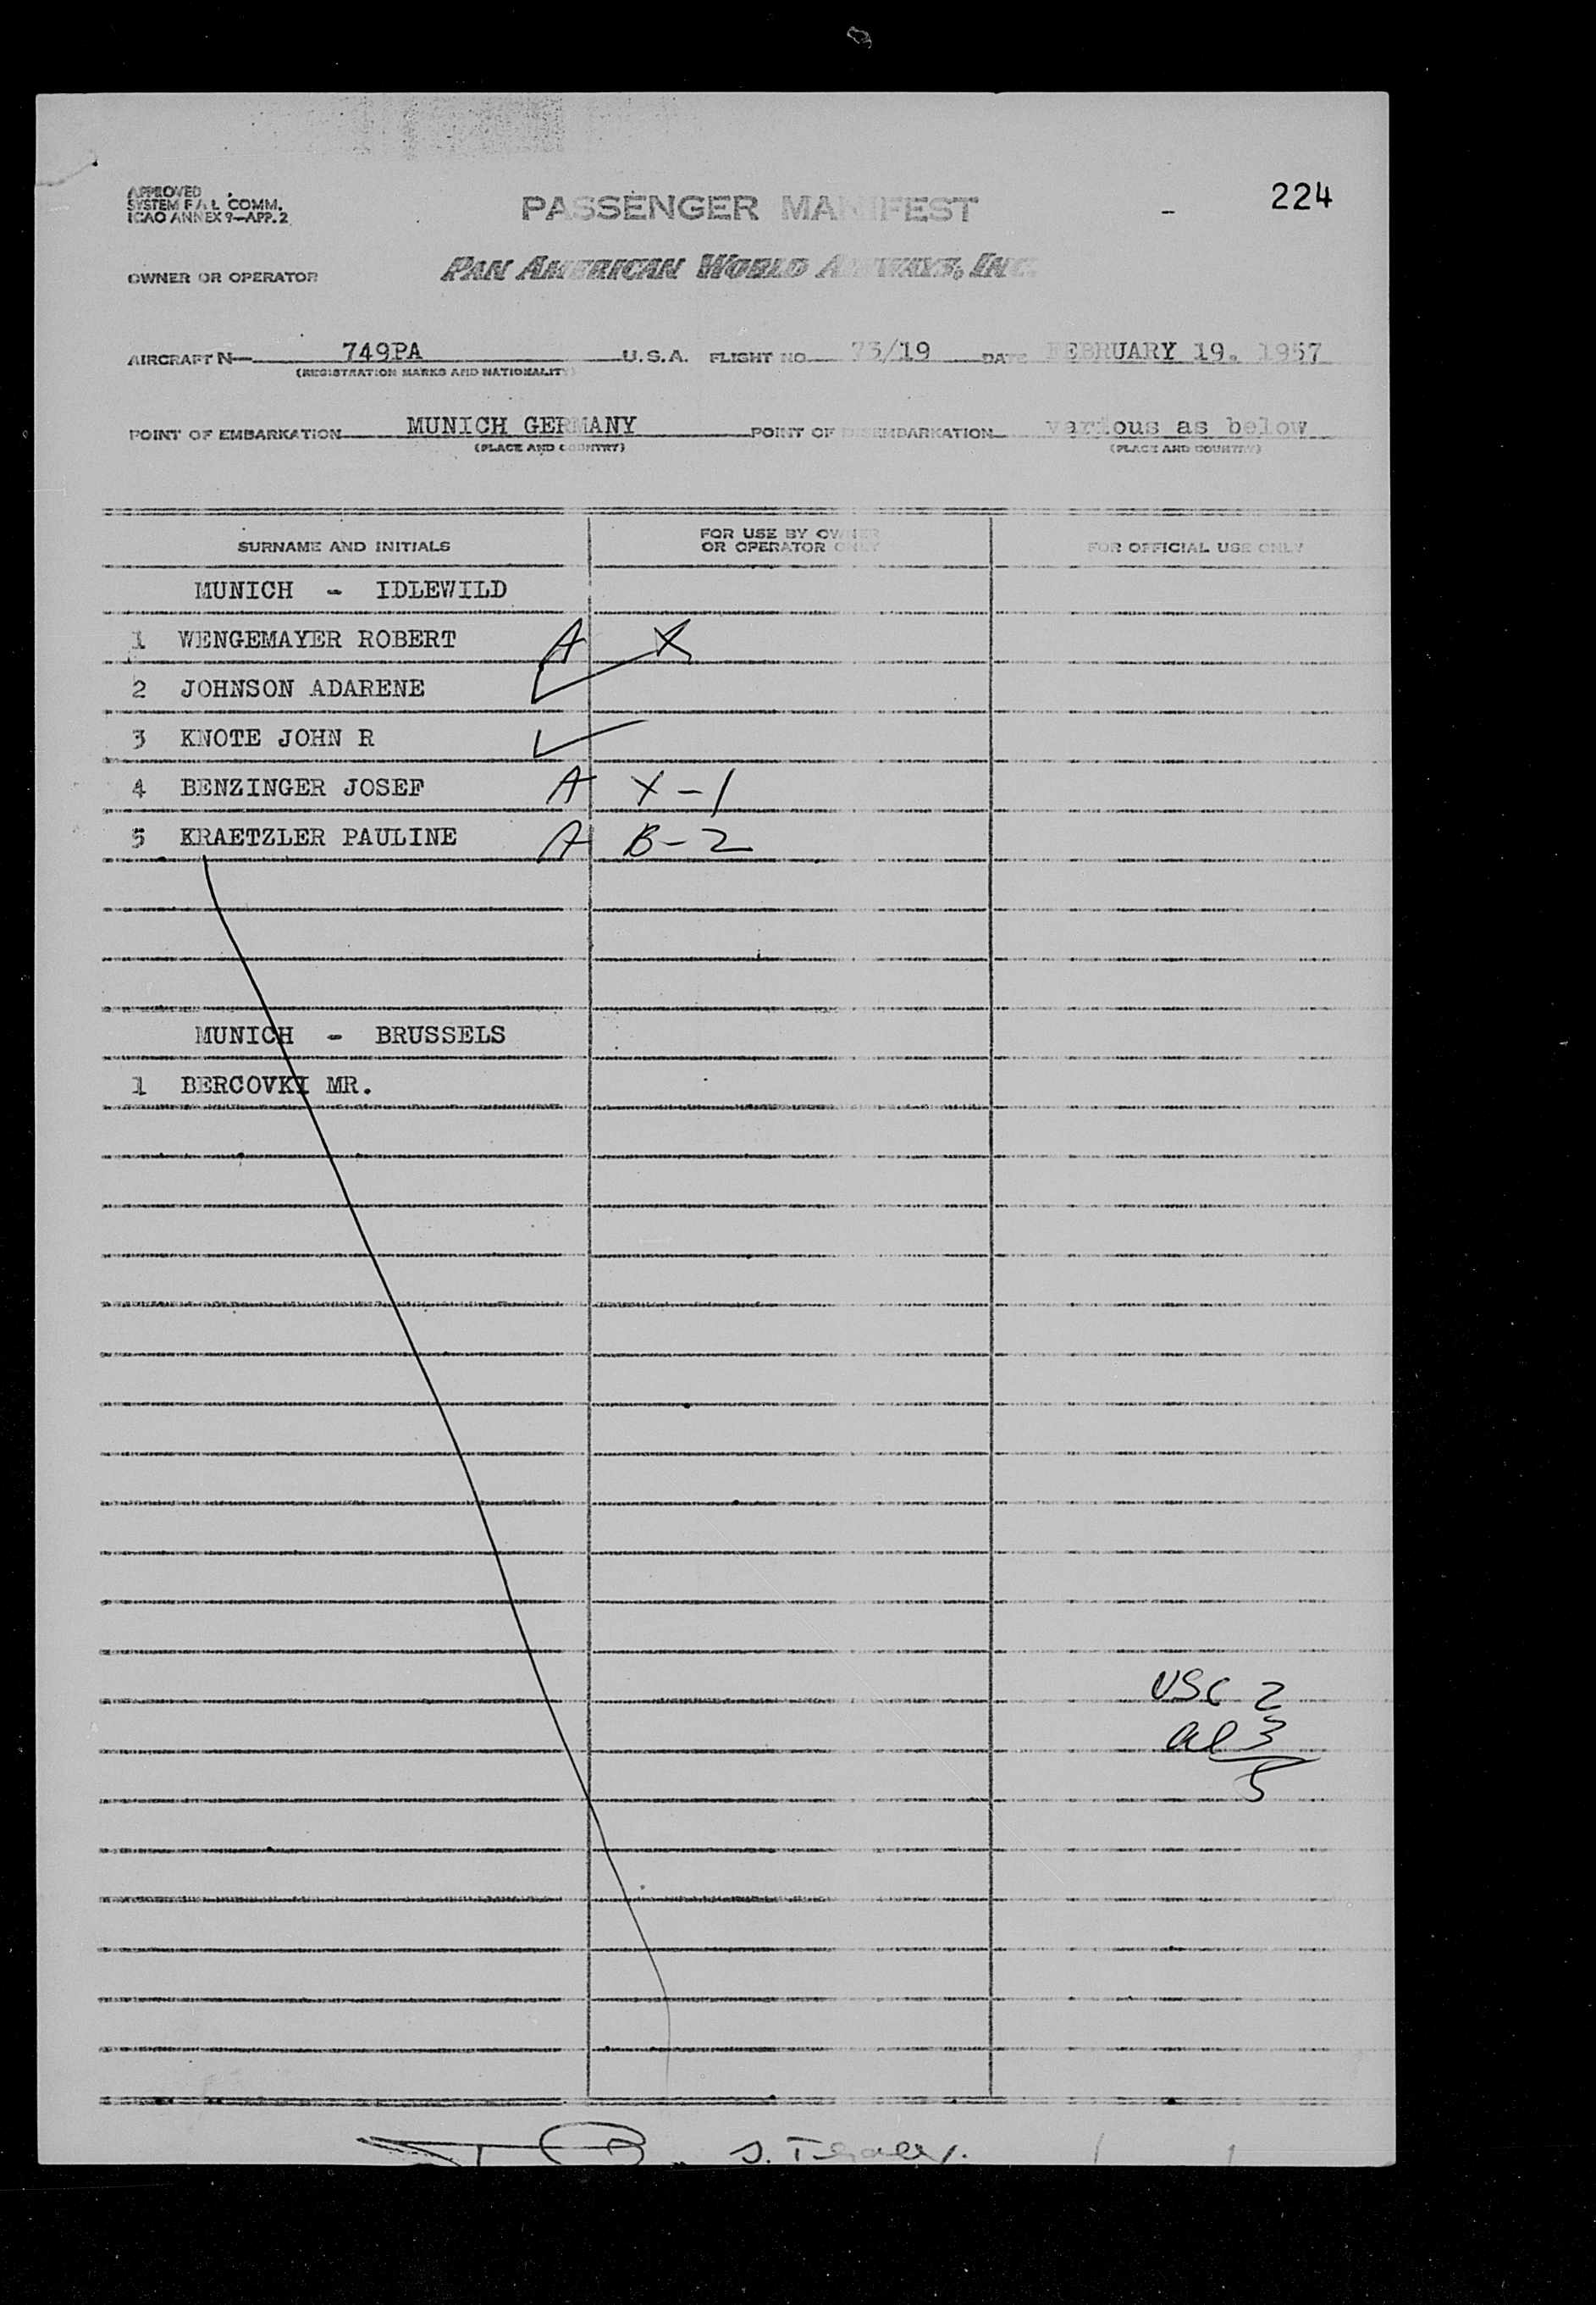 224
APPROVED
SYSTEM F.A.L. COMM.
ICAO ANNEX 9—APP. 2
PASSENGER MANIFEST
OWNER OR OPERATOR PAN AMERICAN WORLD AIRWAYS, INC.
AIRCRAFT N— 749PA U.S.A. FLIGHT NO. 73/19 DATE FEBRUARY 19. 1957
(REGISTRATION MARKS AND NATIONALITY)
POINT OF EMBARKATION MUNICH GERMANY POINT OF DISEMBARKATION various as below
(PLACE AND COUNTRY) (PLACE AND COUNTRY)
SURNAME AND INITIALS FOR USE BY OWNER OR OPERATOR ONLY FOR OFFICIAL USE ONLY
MUNICH - IDLEWILD
1 WENGEMAYER ROBERT A X
2 JOHNSON ADARENE
3 KNOTE JOHN R
4 BENZINGER JOSEF A X-1
5 KRAETZLER PAULINE A B-2
MUNICH - BRUSSELS
1 BERCOVKI MR.
USC 2
al 3
5